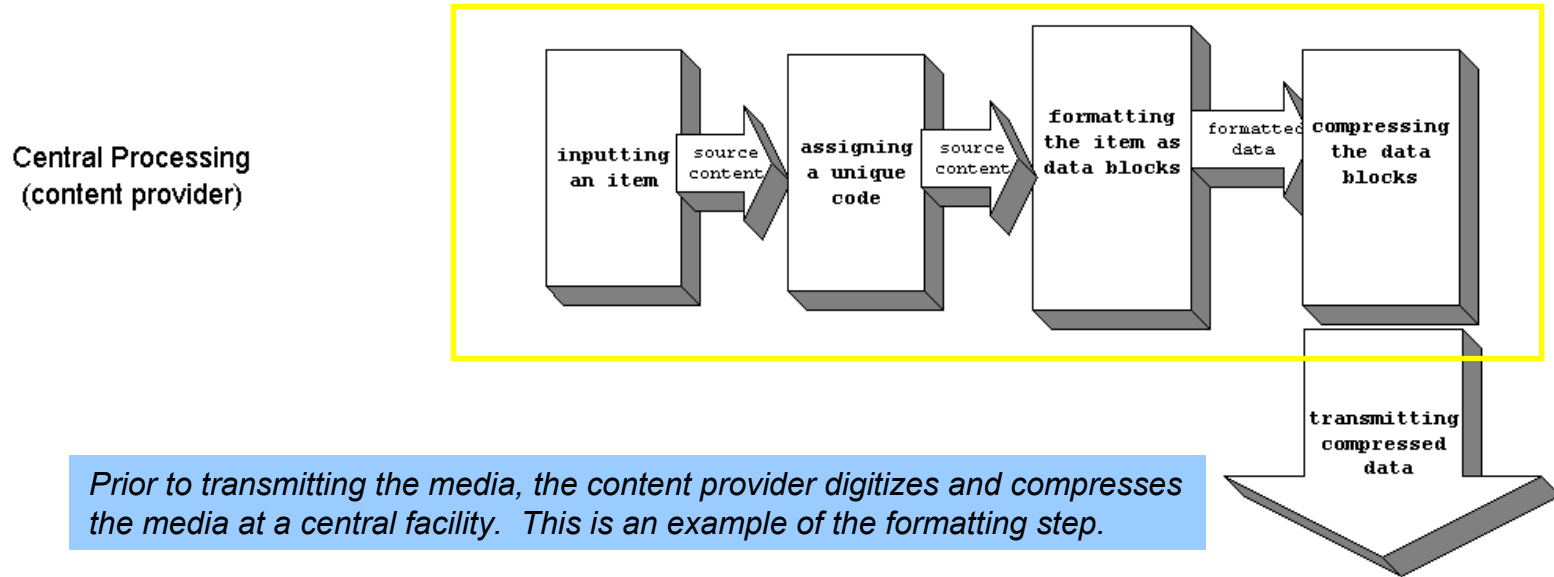 Central Processing
(content provider)
inputting
an item
source
content
assigning
a unique
code
source
content
formatting
the item as
data blocks
formatted
data
compressing
the data
blocks
transmitting
compressed
data
Prior to transmitting the media, the content provider digitizes and compresses
the media at a central facility.  This is an example of the formatting step.